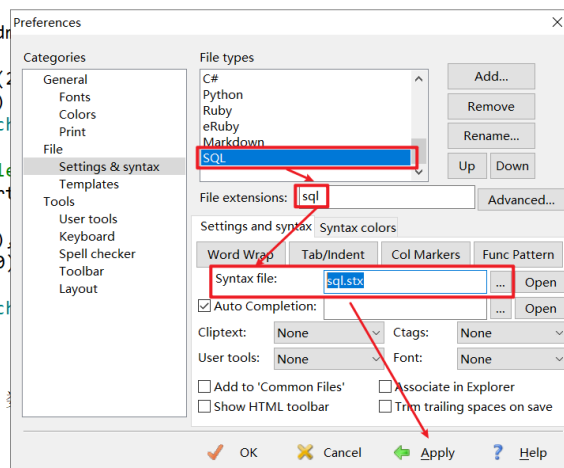 Preferences
Categories
General
Fonts
Colors
Print
File
Settings & syntax
Templates
Tools
User tools
Keyboard
Spell checker
Toolbar
Layout
File types
C#
Python
Ruby
eRuby
Markdown
SQL
Add...
Remove
Rename...
Up Down
File extensions: sql Advanced...
Settings and syntax Syntax colors
Word Wrap Tab/Indent Col Markers Func Pattern
Syntax file: sql.stx ... Open
Auto Completion: ... Open
Cliptext: None Ctags: None
User tools: None Font: None
Add to 'Common Files' Associate in Explorer
Show HTML toolbar Trim trailing spaces on save
OK Cancel Apply ? Help